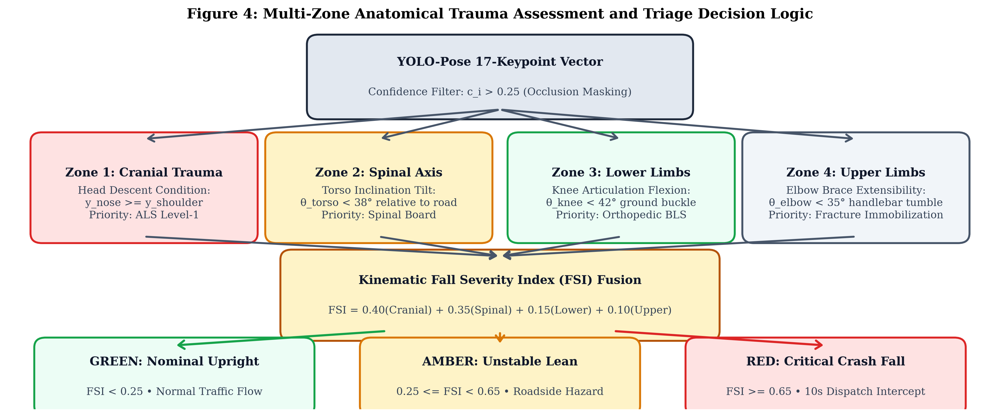 Figure 4: Multi-Zone Anatomical Trauma Assessment and Triage Decision Logic
YOLO-Pose 17-Keypoint Vector
Confidence Filter: c_i > 0.25 (Occlusion Masking)
Zone 1: Cranial Trauma
Head Descent Condition:
y_nose >= y_shoulder
Priority: ALS Level-1
Zone 2: Spinal Axis
Torso Inclination Tilt:
θ_torso < 38° relative to road
Priority: Spinal Board
Zone 3: Lower Limbs
Knee Articulation Flexion:
θ_knee < 42° ground buckle
Priority: Orthopedic BLS
Zone 4: Upper Limbs
Elbow Brace Extensibility:
θ_elbow < 35° handlebar tumble
Priority: Fracture Immobilization
Kinematic Fall Severity Index (FSI) Fusion
FSI = 0.40(Cranial) + 0.35(Spinal) + 0.15(Lower) + 0.10(Upper)
GREEN: Nominal Upright
FSI < 0.25 • Normal Traffic Flow
AMBER: Unstable Lean
0.25 <= FSI < 0.65 • Roadside Hazard
RED: Critical Crash Fall
FSI >= 0.65 • 10s Dispatch Intercept